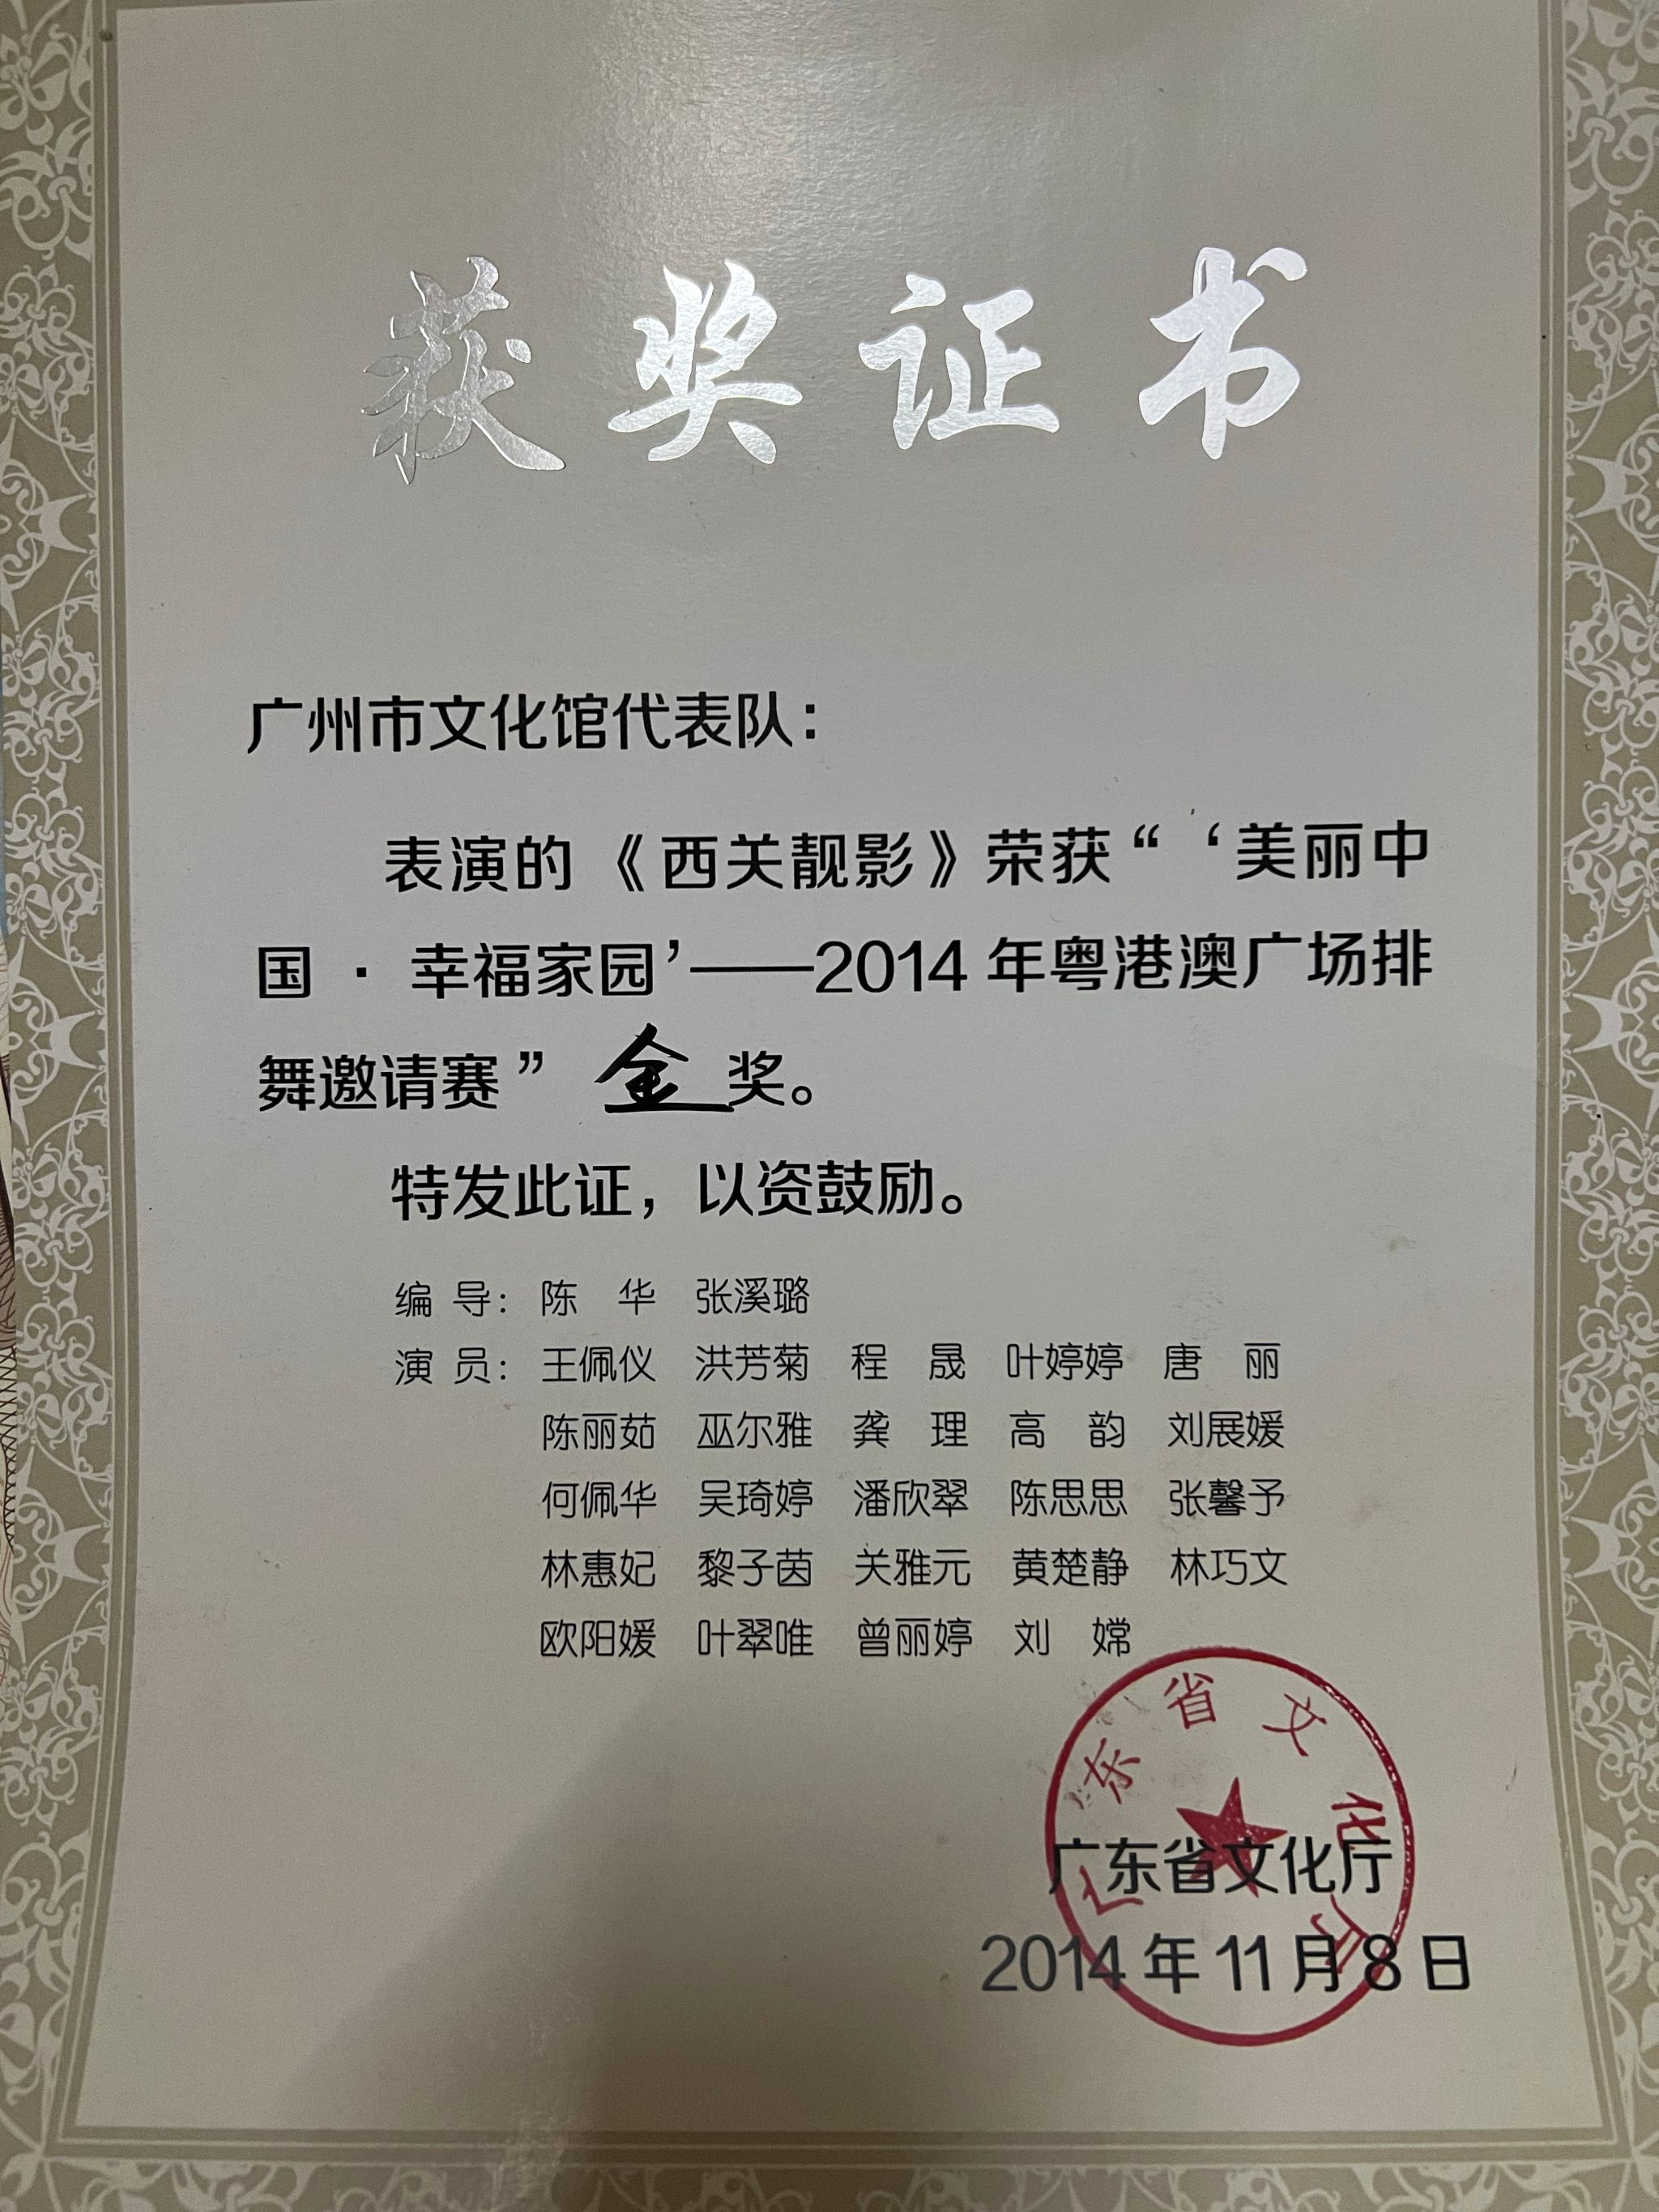 获奖证书
广州市文化馆代表队：
表演的《西关靓影》荣获“‘美丽中
国·幸福家园’——2014年粤港澳广场排
舞邀请赛”金奖。
特发此证，以资鼓励。
编 导：陈 华 张溪璐
演 员：王佩仪 洪芳菊 程 晟 叶婷婷 唐 丽
陈丽茹 巫尔雅 龚 理 高 韵 刘展媛
何佩华 吴琦婷 潘欣翠 陈思思 张馨予
林惠妃 黎子茵 关雅元 黄楚静 林巧文
欧阳媛 叶翠唯 曾丽婷 刘 嫦
广东省文化厅
广东省文化厅
2014年11月8日